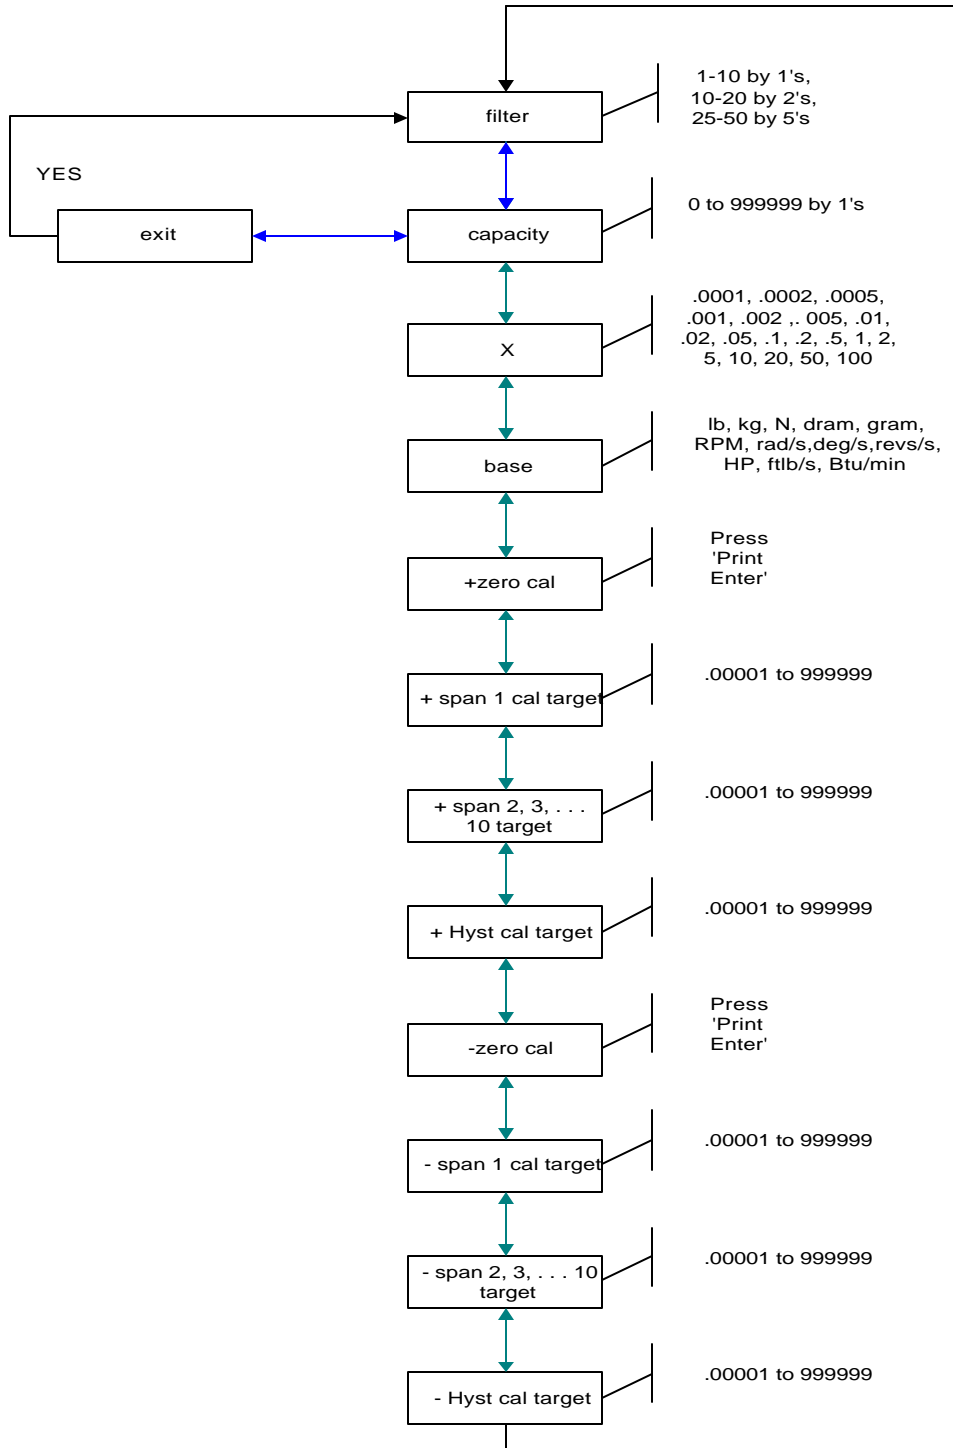 filter
1-10 by 1's,
10-20 by 2's,
25-50 by 5's
YES
exit
capacity
0 to 999999 by 1's
X
.0001, .0002, .0005,
.001, .002 ,. 005, .01,
.02, .05, .1, .2, .5, 1, 2,
5, 10, 20, 50, 100
base
lb, kg, N, dram, gram,
RPM, rad/s,deg/s,revs/s,
HP, ftlb/s, Btu/min
+zero cal
Press
'Print
Enter'
+ span 1 cal target
.00001 to 999999
+ span 2, 3, . . .
10 target
.00001 to 999999
+ Hyst cal target
.00001 to 999999
-zero cal
Press
'Print
Enter'
- span 1 cal target
.00001 to 999999
- span 2, 3, . . . 10
target
.00001 to 999999
- Hyst cal target
.00001 to 999999